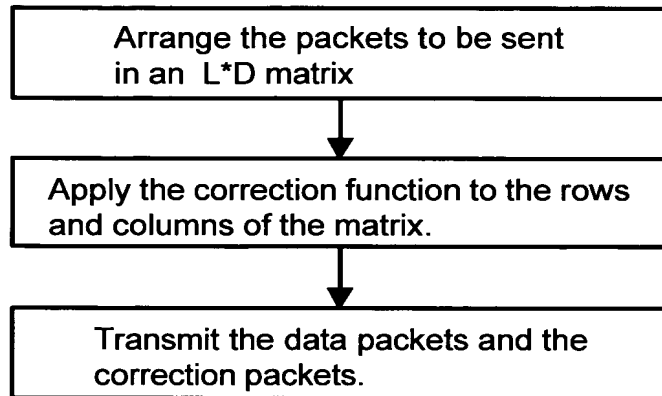 Arrange the packets to be sent
in an L*D matrix
Apply the correction function to the rows
and columns of the matrix.
Transmit the data packets and the
correction packets.